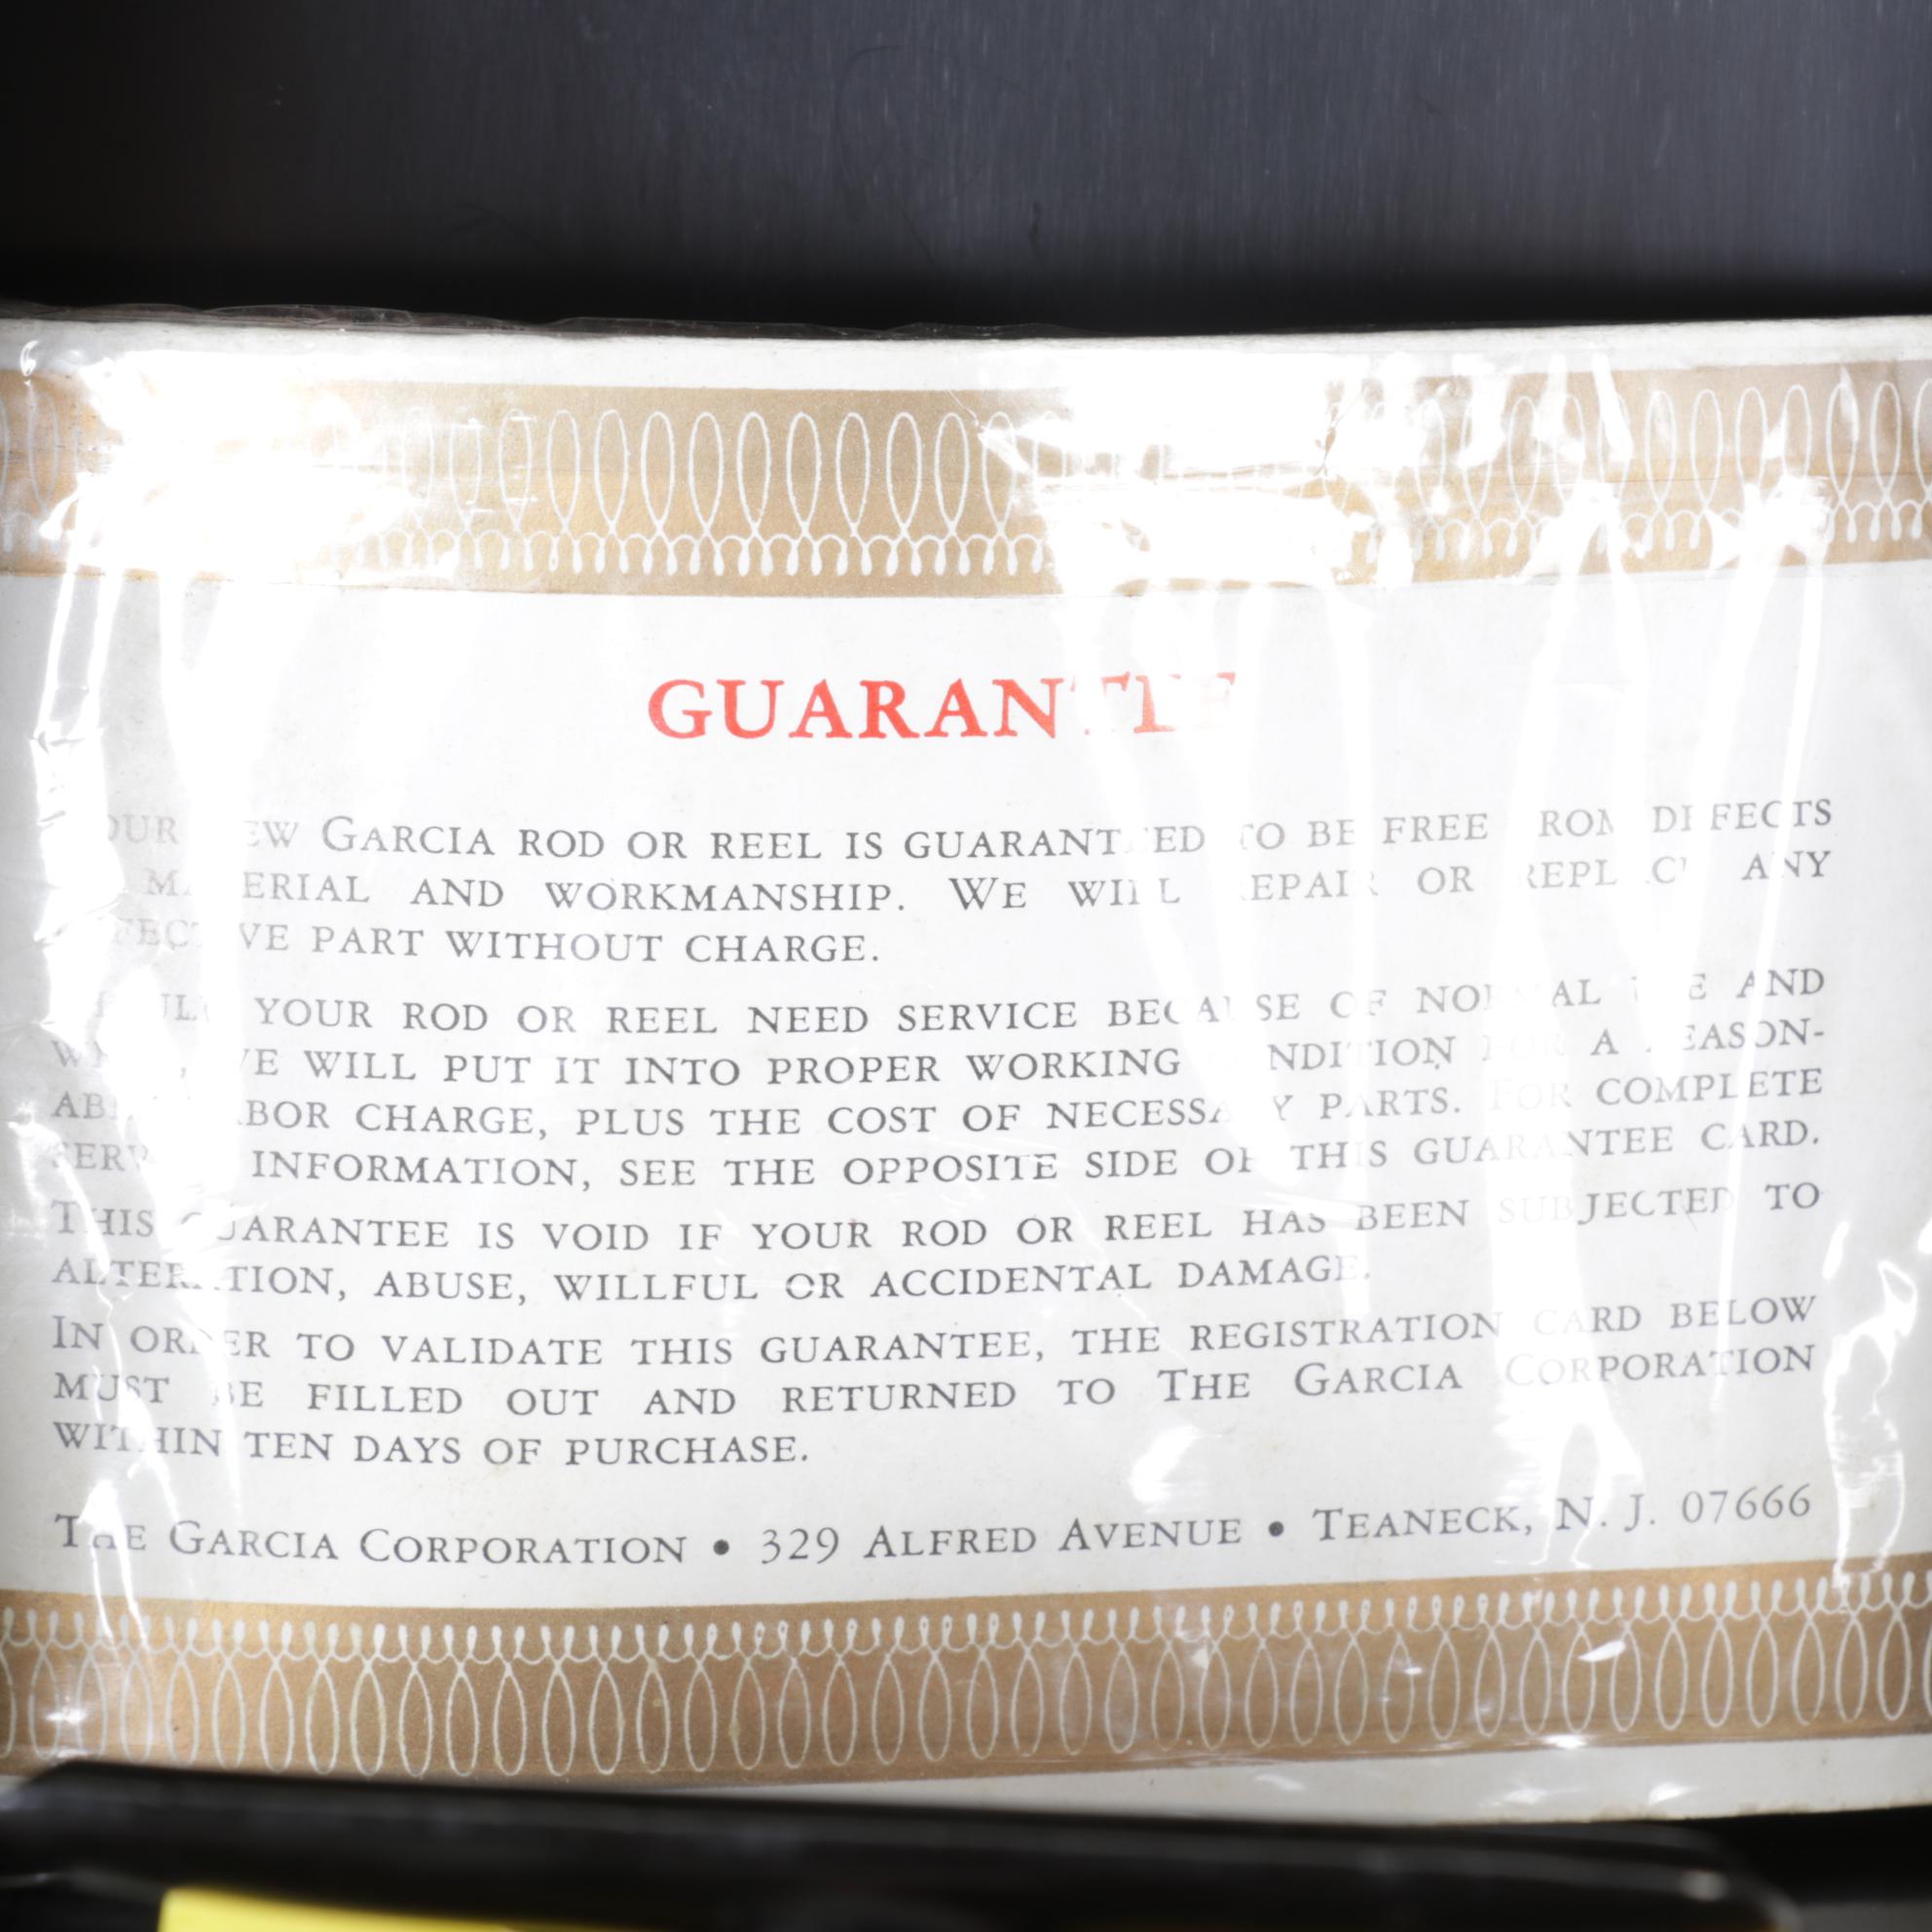 GUARANTEE
YOUR NEW GARCIA ROD OR REEL IS GUARANTEED TO BE FREE FROM DEFECTS
MATERIAL AND WORKMANSHIP. WE WILL REPAIR OR REPLACE ANY
DEFECTIVE PART WITHOUT CHARGE.
SHOULD YOUR ROD OR REEL NEED SERVICE BECAUSE OF NORMAL USE AND
WEAR, WE WILL PUT IT INTO PROPER WORKING CONDITION FOR A REASON-
ABLE LABOR CHARGE, PLUS THE COST OF NECESSARY PARTS. FOR COMPLETE
SERVICE INFORMATION, SEE THE OPPOSITE SIDE OF THIS GUARANTEE CARD.
THIS GUARANTEE IS VOID IF YOUR ROD OR REEL HAS BEEN SUBJECTED TO
ALTERATION, ABUSE, WILLFUL OR ACCIDENTAL DAMAGE.
IN ORDER TO VALIDATE THIS GUARANTEE, THE REGISTRATION CARD BELOW
MUST BE FILLED OUT AND RETURNED TO THE GARCIA CORPORATION
WITHIN TEN DAYS OF PURCHASE.
THE GARCIA CORPORATION • 329 ALFRED AVENUE • TEANECK, N. J. 07666